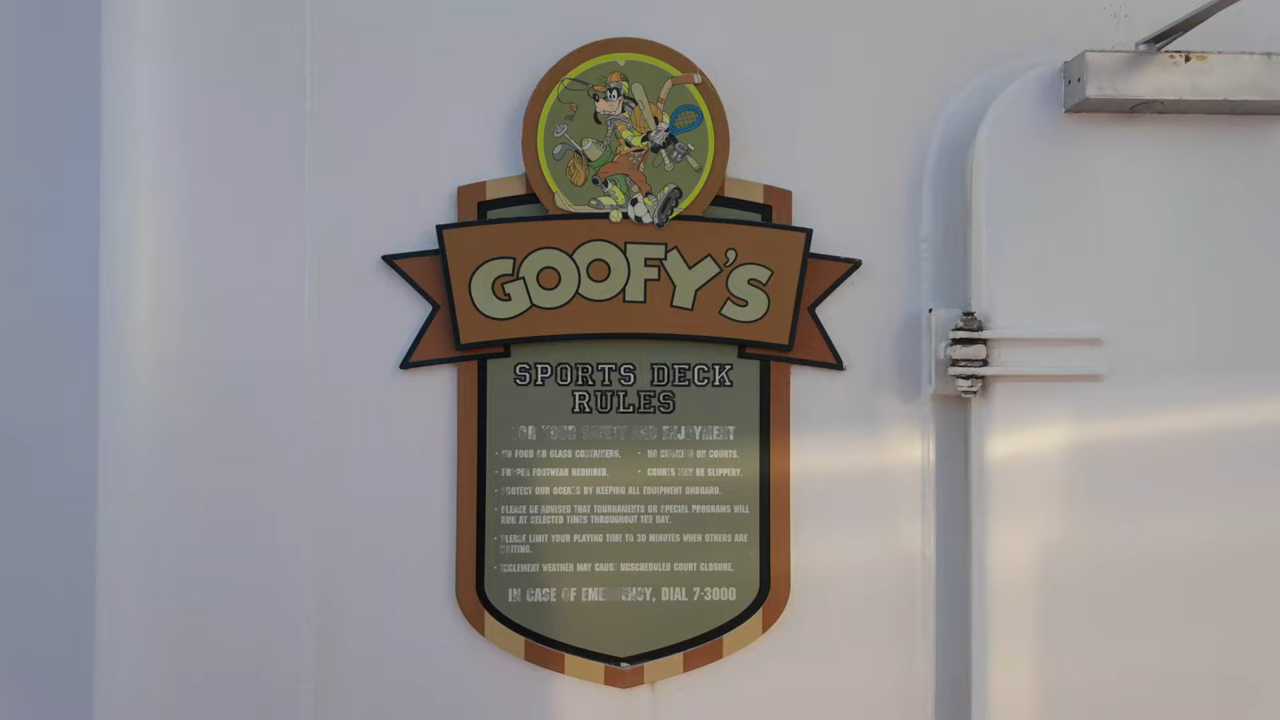 GOOFY'S
SPORTS DECK
RULES
FOR YOUR SAFETY AND ENJOYMENT
• NO FOOD OR GLASS CONTAINERS.
• NO SMOKING ON COURTS.
• PROPER FOOTWEAR REQUIRED.
• COURTS MAY BE SLIPPERY.
• PROTECT OUR OCEANS BY KEEPING ALL EQUIPMENT ONBOARD.
• PLEASE BE ADVISED THAT TOURNAMENTS OR SPECIAL PROGRAMS WILL
RUN AT SELECTED TIMES THROUGHOUT THE DAY.
• PLEASE LIMIT YOUR PLAYING TIME TO 30 MINUTES WHEN OTHERS ARE
WAITING.
• INCLEMENT WEATHER MAY CAUSE UNSCHEDULED COURT CLOSURE.
IN CASE OF EMERGENCY, DIAL 7-3000